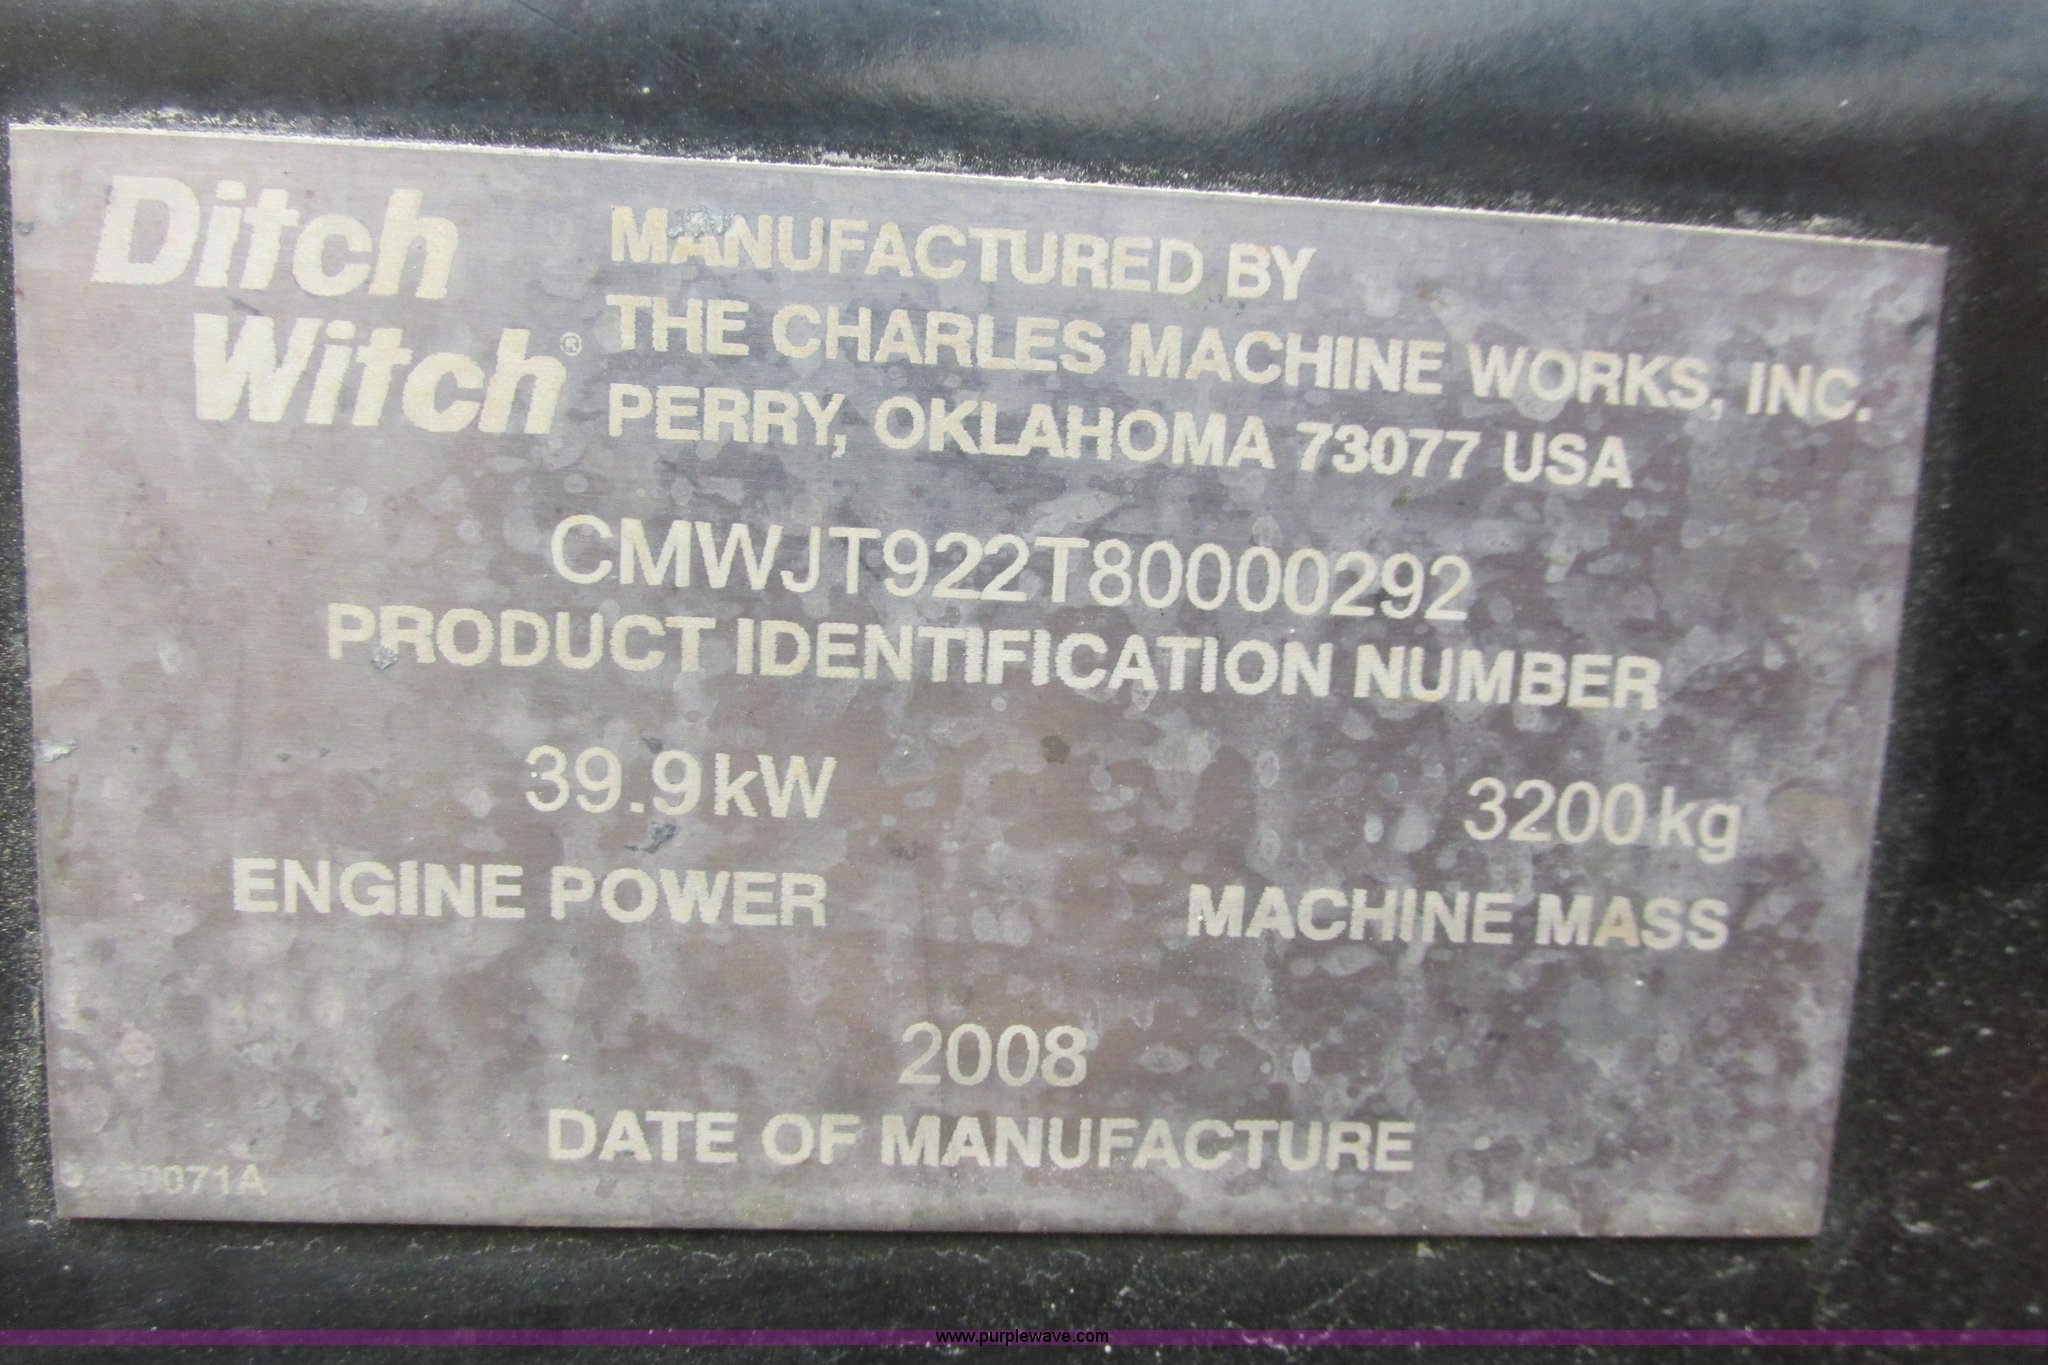 Ditch
Witch®
MANUFACTURED BY
THE CHARLES MACHINE WORKS, INC.
PERRY, OKLAHOMA 73077 USA
CMWJT922T80000292
PRODUCT IDENTIFICATION NUMBER
39.9kW
ENGINE POWER
3200kg
MACHINE MASS
2008
DATE OF MANUFACTURE
www.purplewave.com